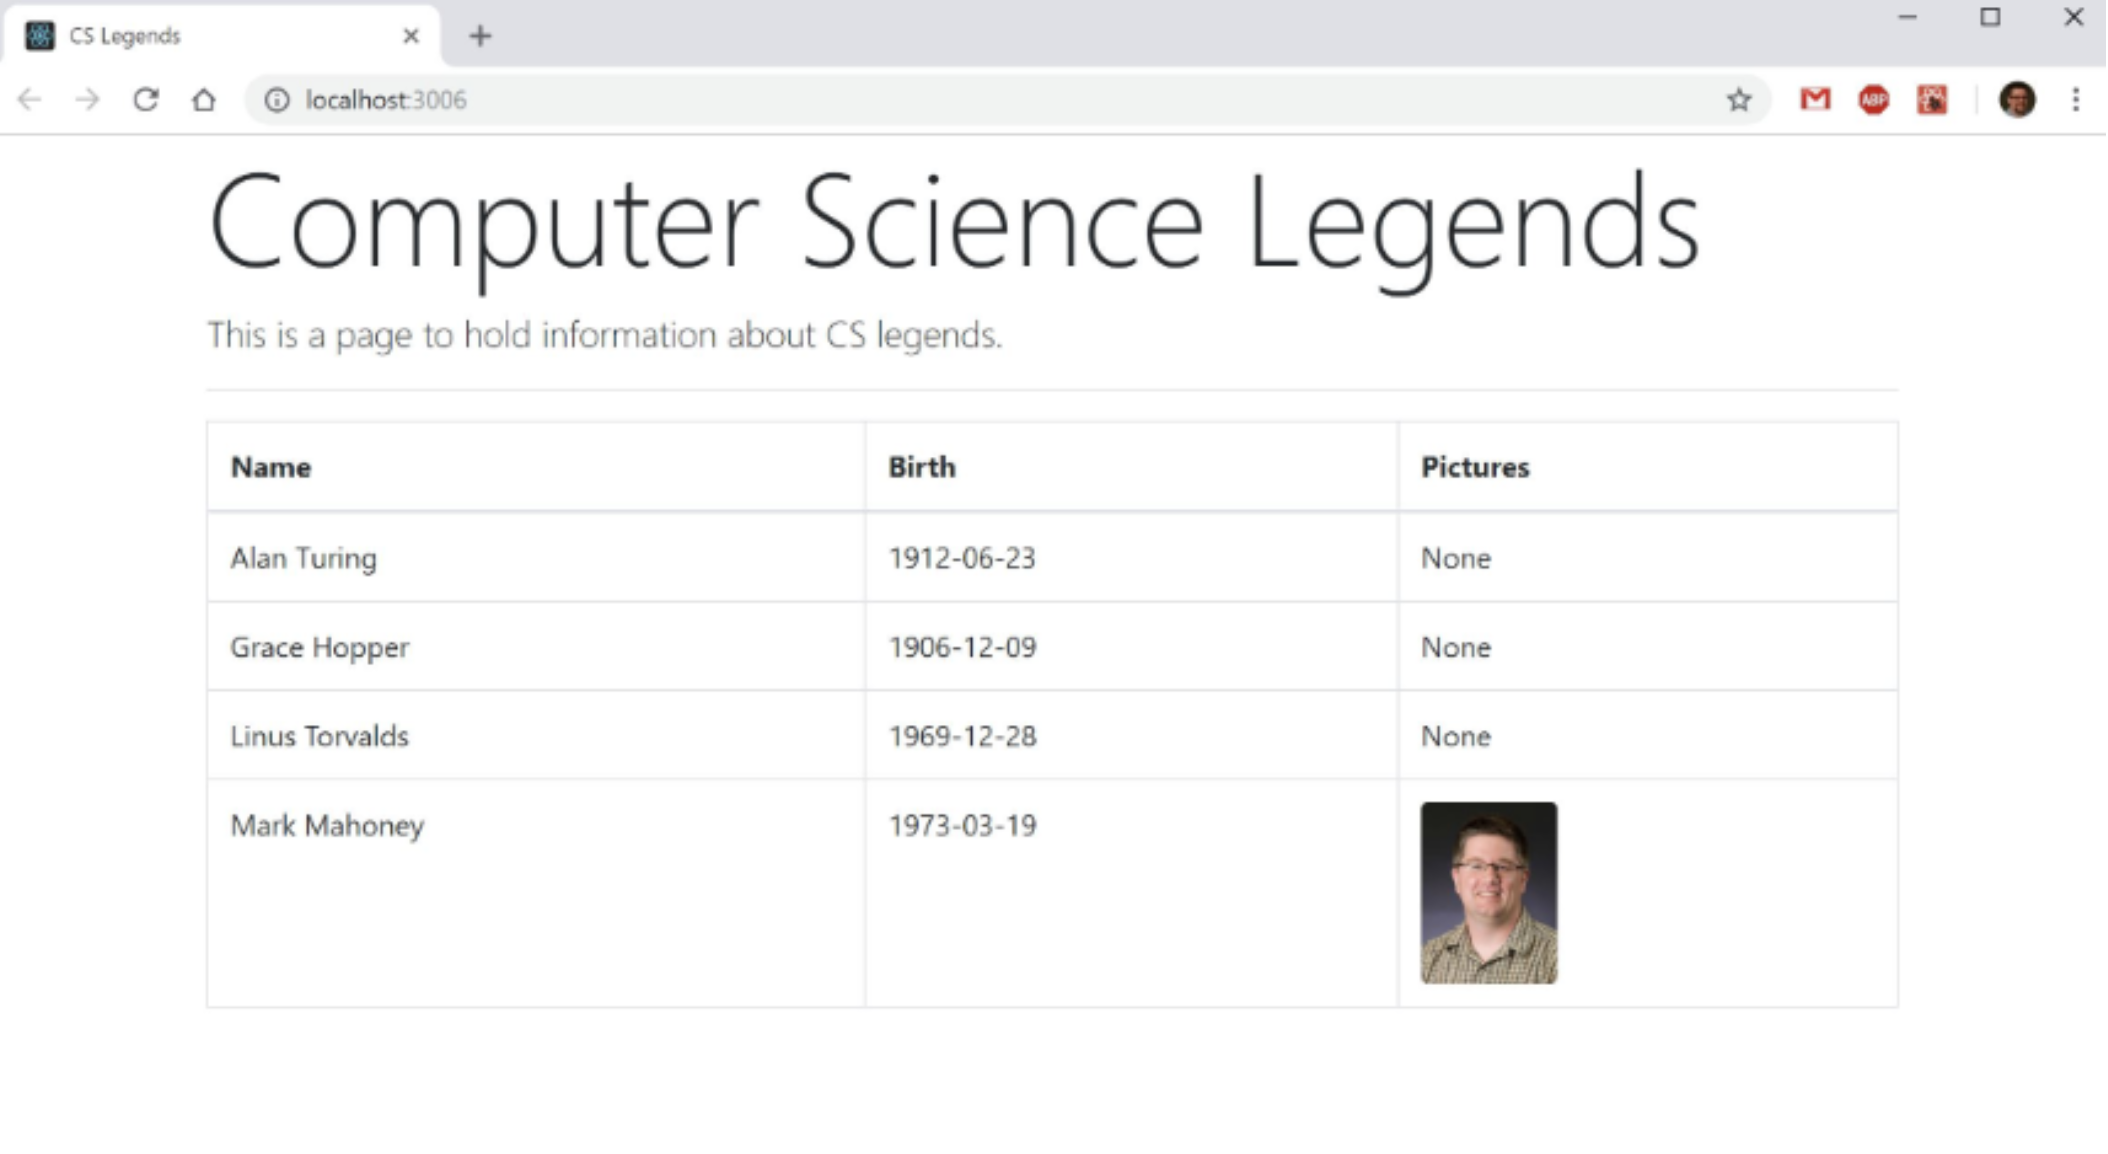 CS Legends
localhost:3006
ABP
Computer Science Legends
This is a page to hold information about CS legends.
Name Birth Pictures
Alan Turing 1912-06-23 None
Grace Hopper 1906-12-09 None
Linus Torvalds 1969-12-28 None
Mark Mahoney 1973-03-19